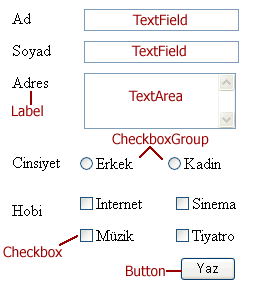 Ad TextField
Soyad TextField
Adres TextArea
Label
CheckboxGroup
Cinsiyet Erkek Kadin
Hobi Internet Sinema
Müzik Tiyatro
Checkbox
Button Yaz